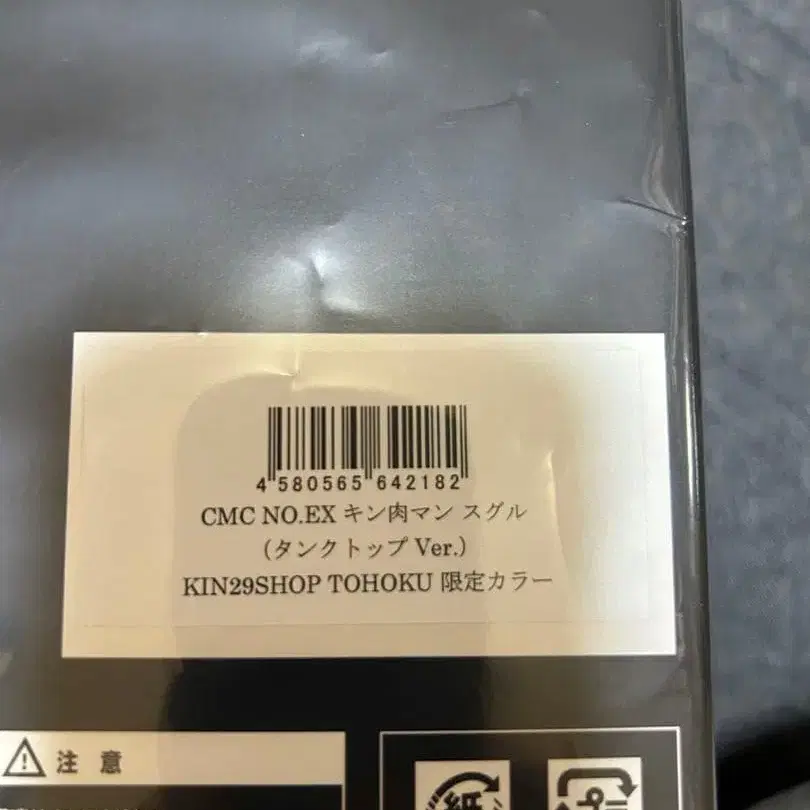 4 580565 642182
CMC NO.EX キン肉マン スグル
（タンクトップ Ver.）
KIN29SHOP TOHOKU 限定カラー
注 意
紙